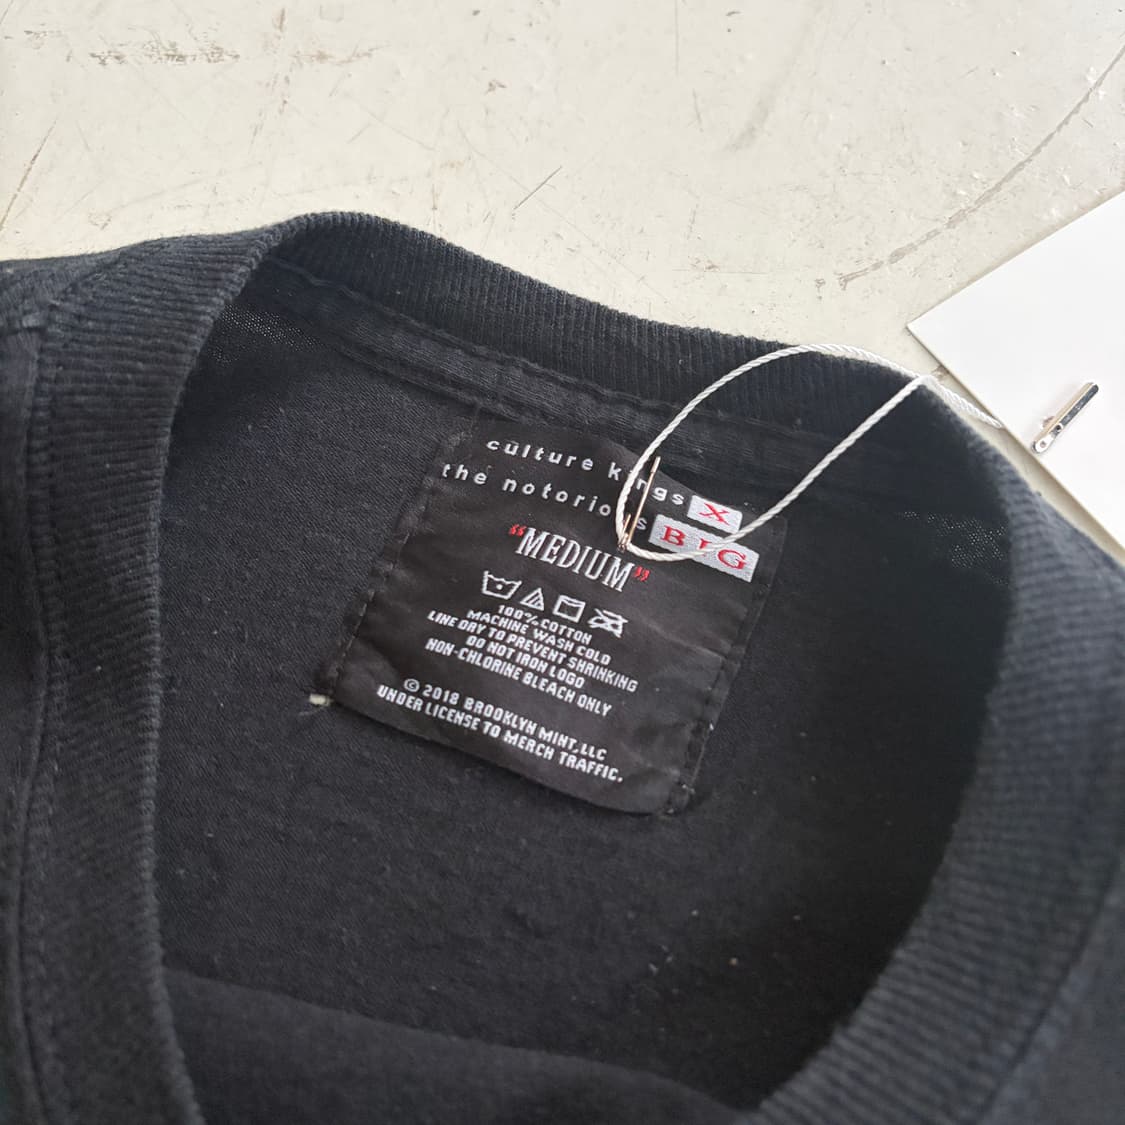 culture kings X
the notorious BIG
“MEDIUM”
100% COTTON
MACHINE WASH COLD
LINE DRY TO PREVENT SHRINKING
DO NOT IRON LOGO
NON-CHLORINE BLEACH ONLY
© 2018 BROOKLYN MINT, LLC
UNDER LICENSE TO MERCH TRAFFIC.